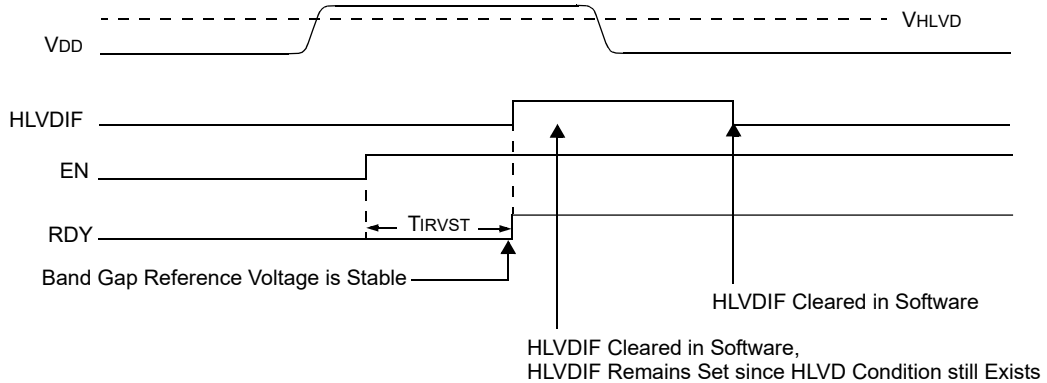 VHLVD
VDD
HLVDIF
EN
TIRVST
RDY
Band Gap Reference Voltage is Stable
HLVDIF Cleared in Software
HLVDIF Cleared in Software,
HLVDIF Remains Set since HLVD Condition still Exists